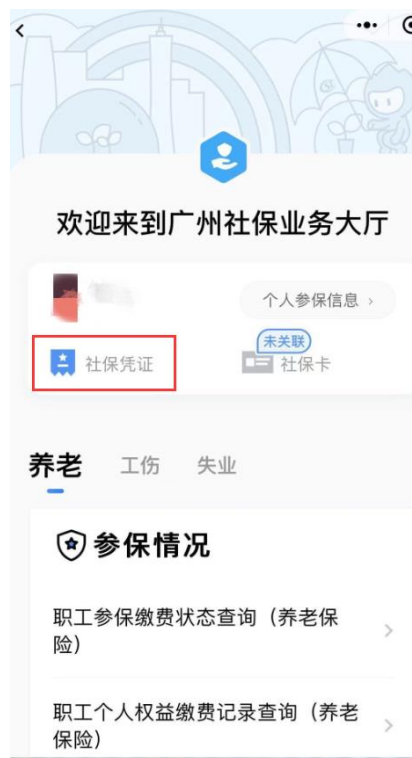 欢迎来到广州社保业务大厅
个人参保信息
未关联
社保凭证
社保卡
养老 工伤 失业
参保情况
职工参保缴费状态查询（养老保
险）
职工个人权益缴费记录查询（养老
保险）